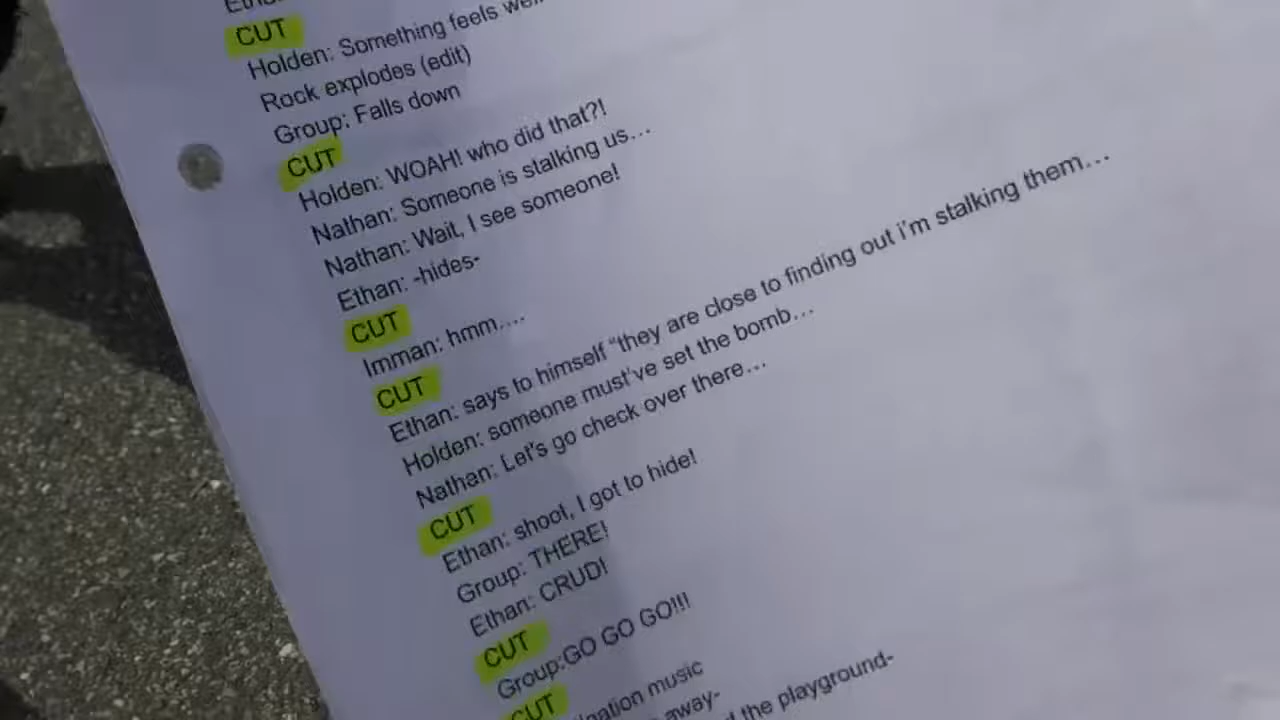 CUT
Holden: Something feels
Rock explodes (edit)
Group: Falls down
CUT
Holden: WOAH! who did that?!
Nathan: Someone is stalking us...
Nathan: Wait, I see someone!
Ethan: -hides-
CUT
Imman: hmm....
CUT
Ethan: says to himself “they are close to finding out i'm stalking them...
Holden: someone must've set the bomb...
Nathan: Let's go check over there...
CUT
Ethan: shoot, I got to hide!
Group: THERE!
Ethan: CRUD!
CUT
Group:GO GO GO!!!
CUT
music
away-
the playground-